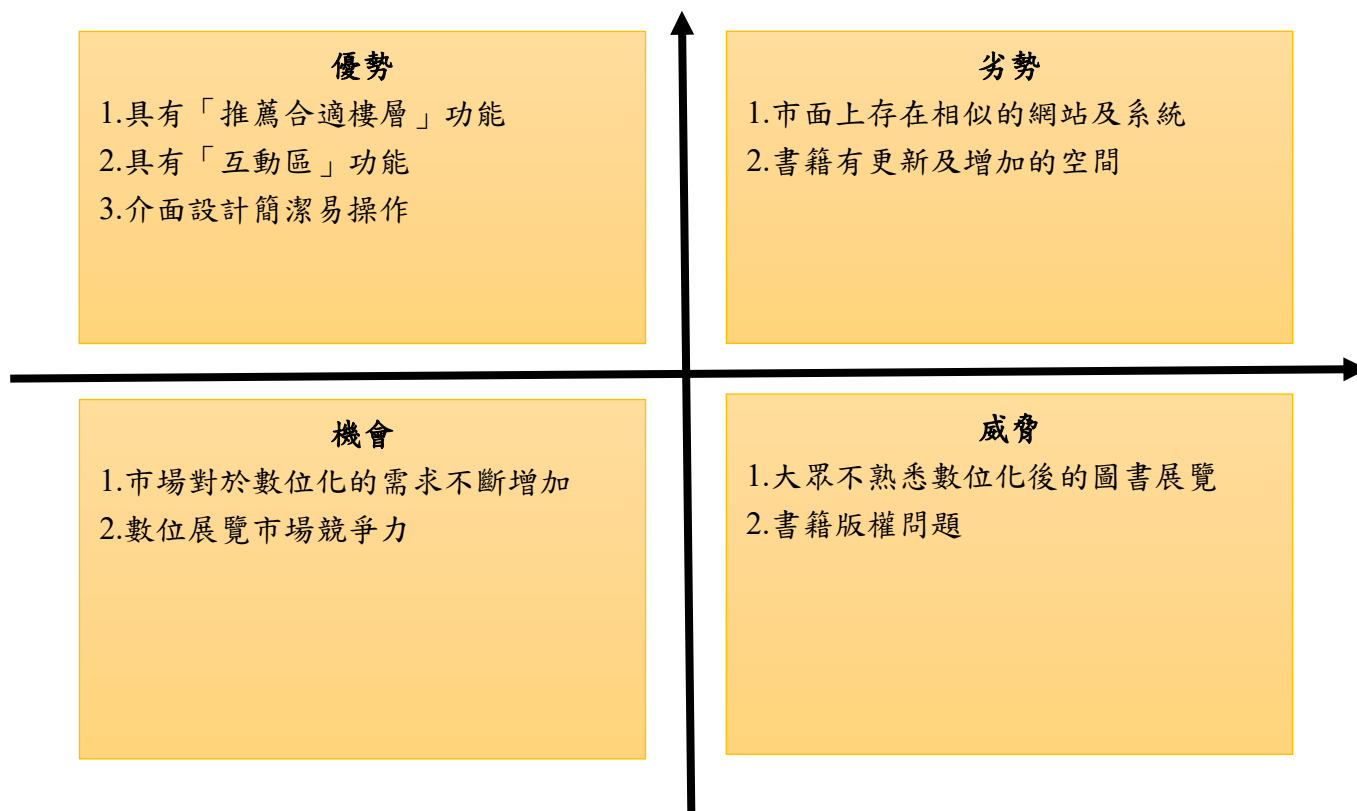 優勢
1.具有「推薦合適樓層」功能
2.具有「互動區」功能
3.介面設計簡潔易操作
劣勢
1.市面上存在相似的網站及系統
2.書籍有更新及增加的空間
機會
1.市場對於數位化的需求不斷增加
2.數位展覽市場競爭力
威脅
1.大眾不熟悉數位化後的圖書展覽
2.書籍版權問題